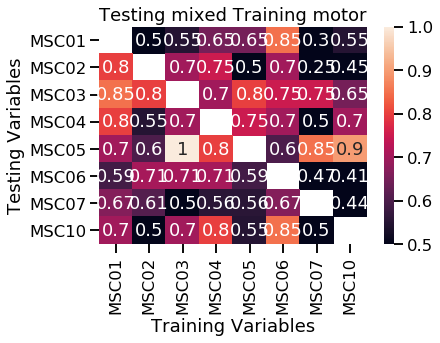 Testing mixed Training motor
Testing Variables
MSC01 0.5 0.55 0.65 0.65 0.85 0.3 0.55
MSC02 0.8 0.7 0.75 0.5 0.7 0.25 0.45
MSC03 0.85 0.8 0.7 0.8 0.75 0.75 0.65
MSC04 0.8 0.55 0.7 0.75 0.7 0.5 0.7
MSC05 0.7 0.6 1 0.8 0.6 0.85 0.9
MSC06 0.59 0.71 0.71 0.71 0.59 0.47 0.41
MSC07 0.67 0.61 0.5 0.56 0.56 0.67 0.44
MSC10 0.7 0.5 0.7 0.8 0.55 0.85 0.5
MSC01 MSC02 MSC03 MSC04 MSC05 MSC06 MSC07 MSC10
Training Variables
1.0
0.9
0.8
0.7
0.6
0.5